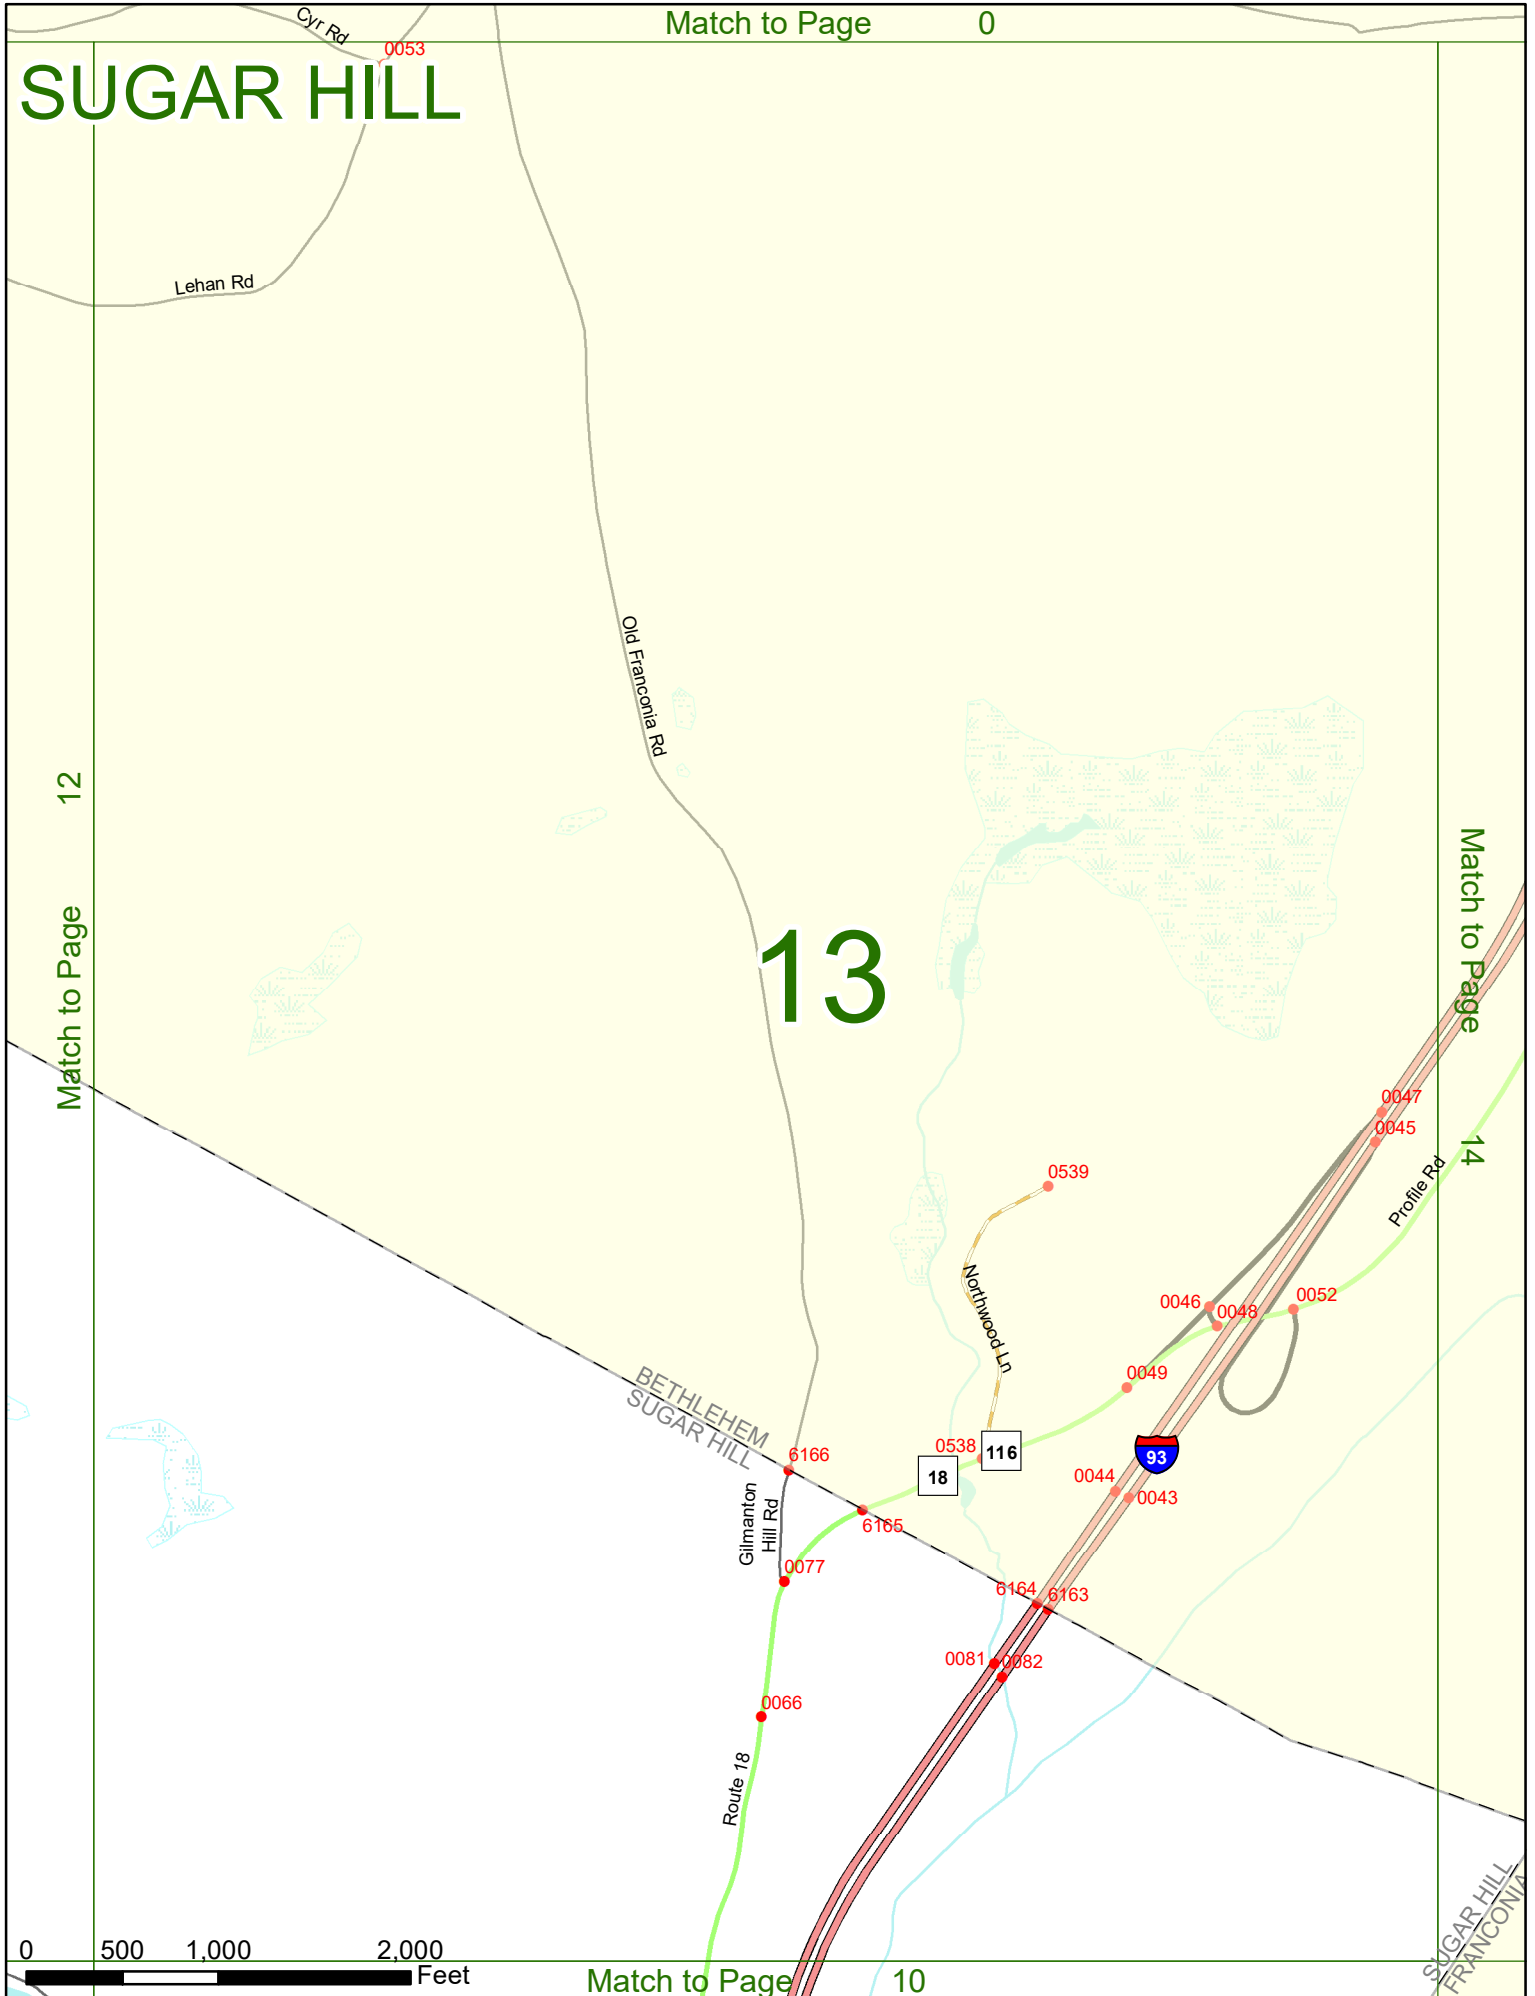 Match to Page 0
Cyr Rd
0053
SUGAR HILL
Lehan Rd
Old Franconia Rd
Match to Page 12
13
Match to Page 14
0047
0045
0539
Profile Rd
Northwood Ln
0046
0048
0052
0049
BETHLEHEM
SUGAR HILL
6166
0538
116
18
93
0044
0043
Gilmanton
Hill Rd
6165
0077
6164
6163
0081
0082
0066
Route 18
SUGAR HILL
FRANCONIA
0 500 1,000 2,000
Feet
Match to Page 10